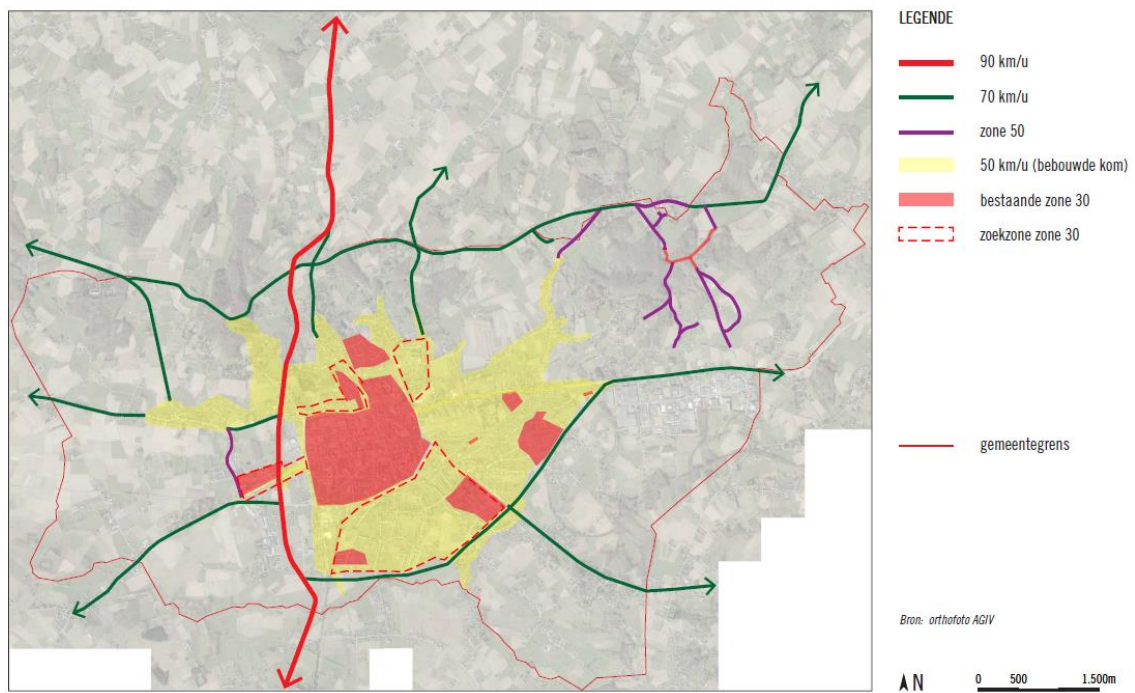 LEGENDE
90 km/u
70 km/u
zone 50
50 km/u (bebouwde kom)
bestaande zone 30
zoekzone zone 30
gemeentegrens
Bron: orthofoto AGIV
N 0 500 1.500m